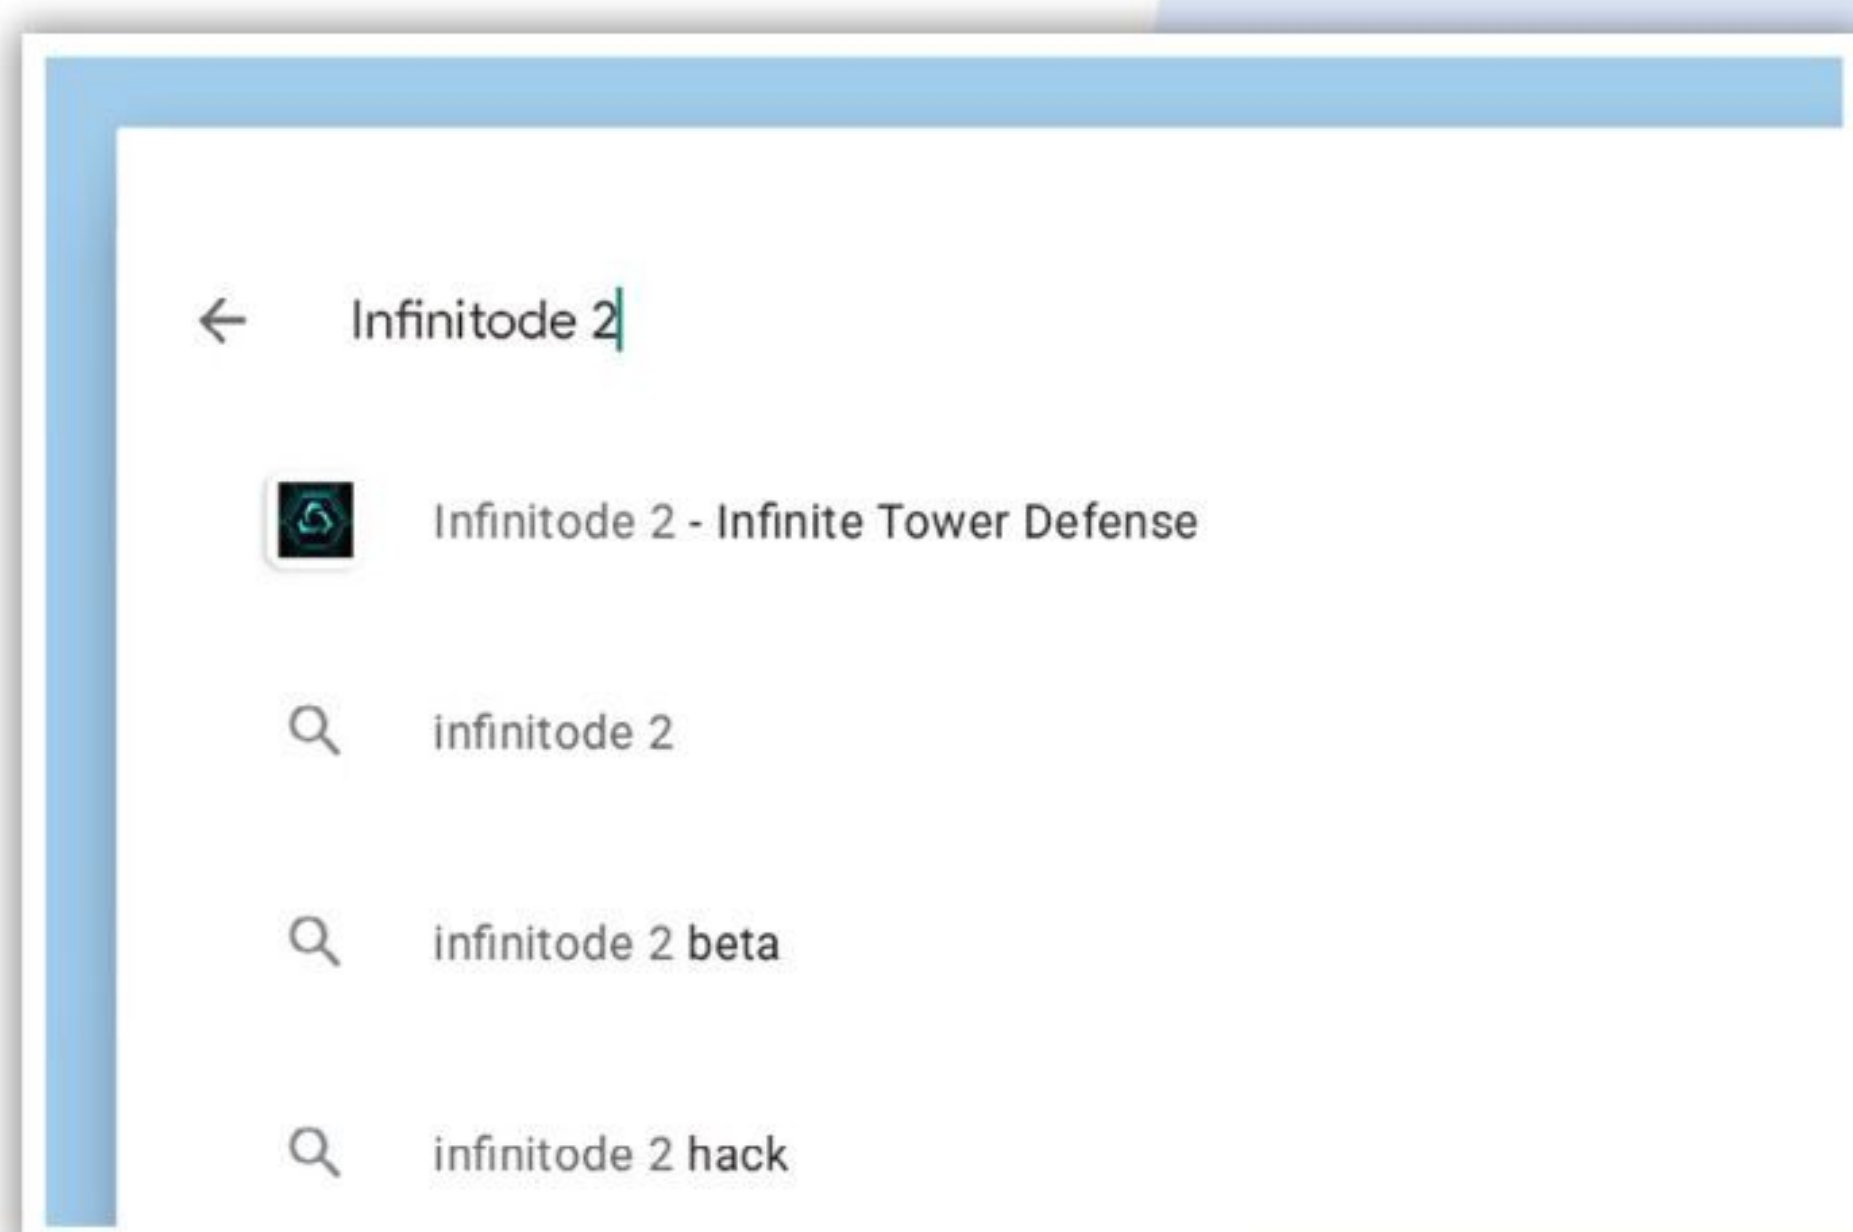 Infinitode 2
Infinitode 2 - Infinite Tower Defense
infinitode 2
infinitode 2 beta
infinitode 2 hack